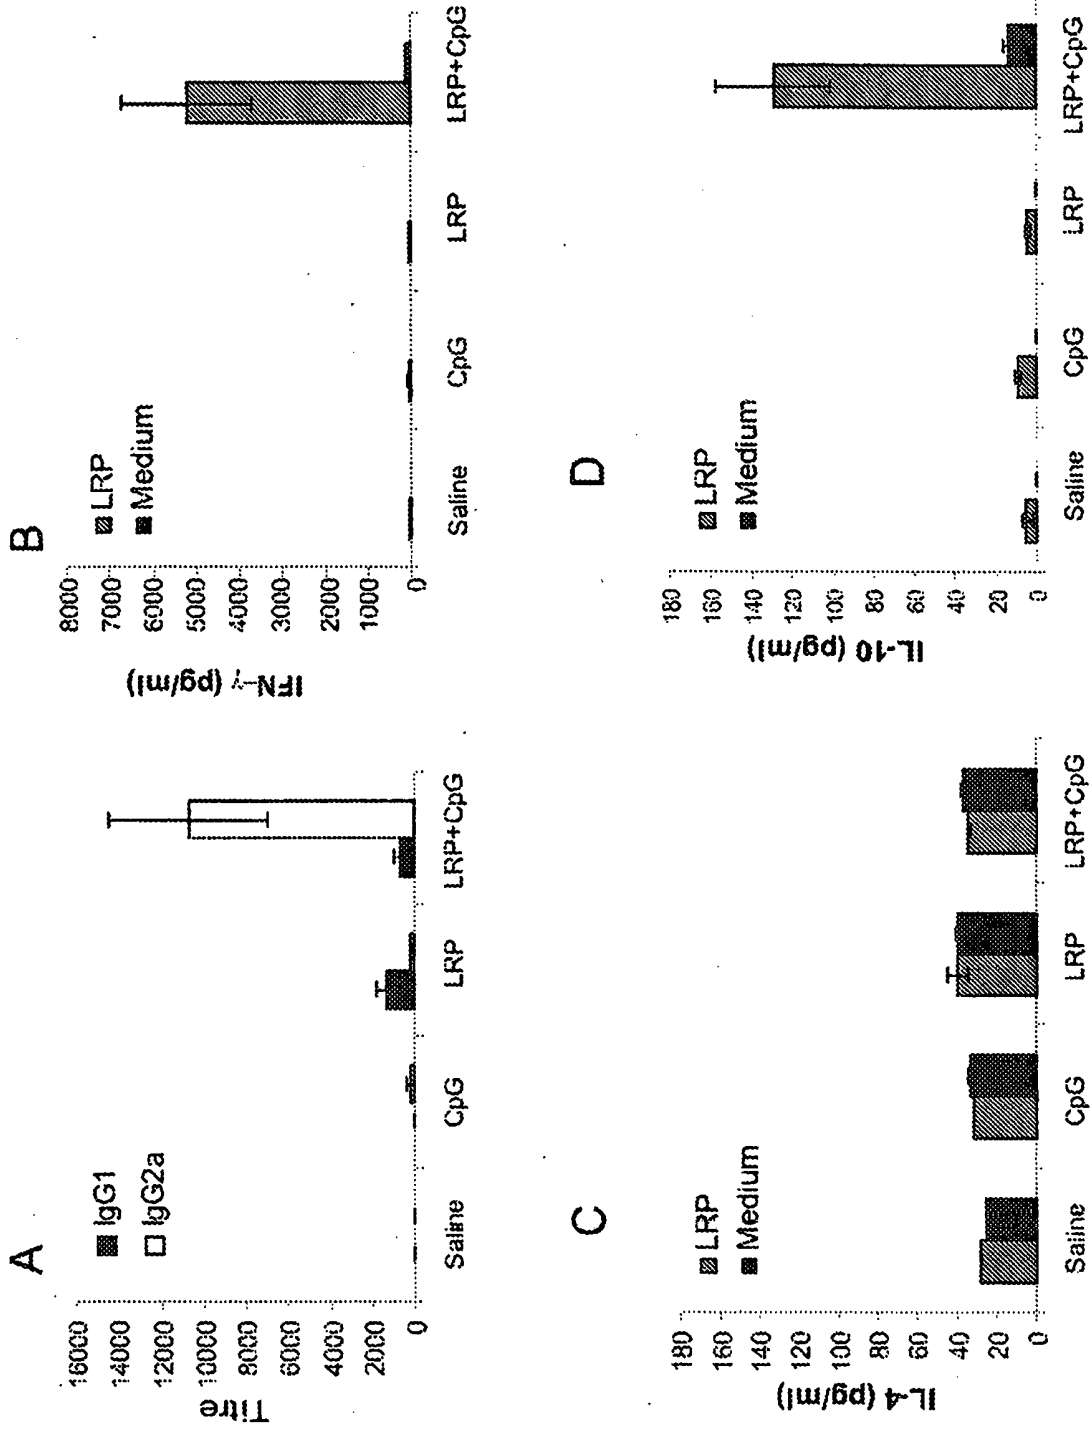 A
IgG1
IgG2a
16000
14000
12000
10000
8000
6000
4000
2000
0
Titre
Saline
CpG
LRP
LRP+CpG
B
LRP
Medium
8000
7000
6000
5000
4000
3000
2000
1000
0
IFN-γ (pg/ml)
Saline
CpG
LRP
LRP+CpG
C
LRP
Medium
180
160
140
120
100
80
60
40
20
0
IL-4 (pg/ml)
Saline
CpG
LRP
LRP+CpG
D
LRP
Medium
180
160
140
120
100
80
60
40
20
0
IL-10 (pg/ml)
Saline
CpG
LRP
LRP+CpG